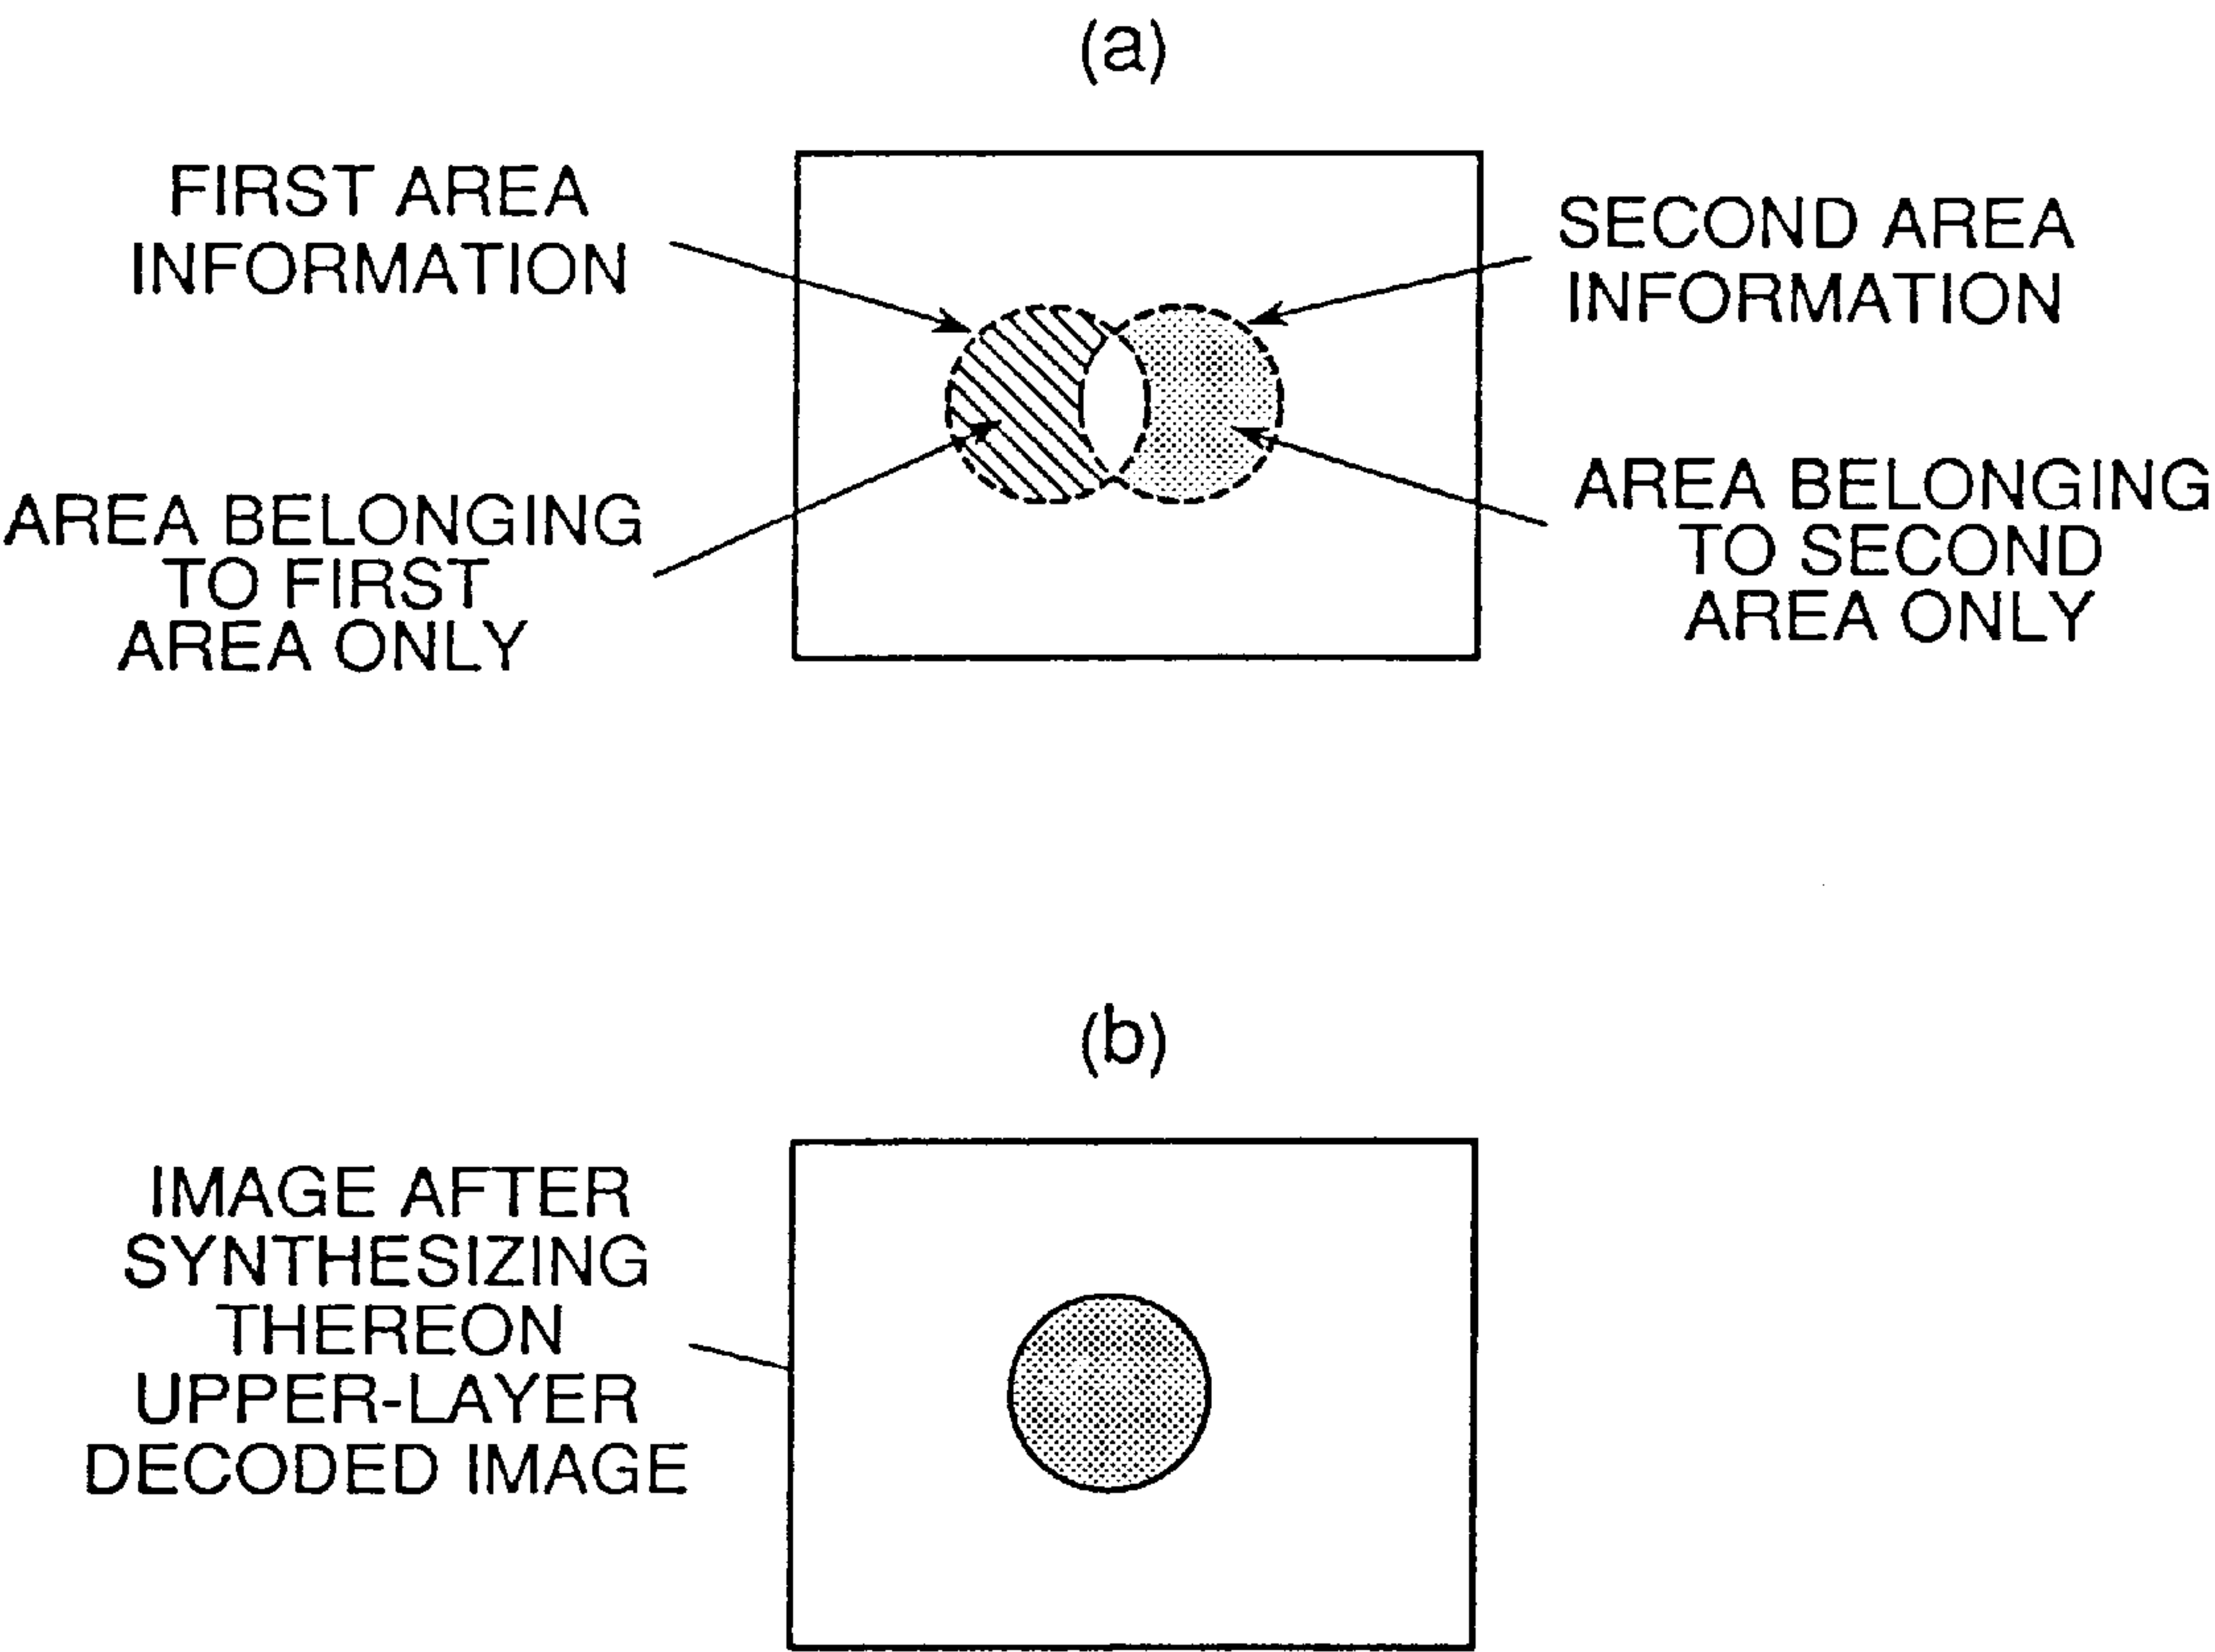 (a)
FIRST AREA
INFORMATION
SECOND AREA
INFORMATION
AREA BELONGING
TO FIRST
AREA ONLY
AREA BELONGING
TO SECOND
AREA ONLY
(b)
IMAGE AFTER
SYNTHESIZING
THEREON
UPPER-LAYER
DECODED IMAGE